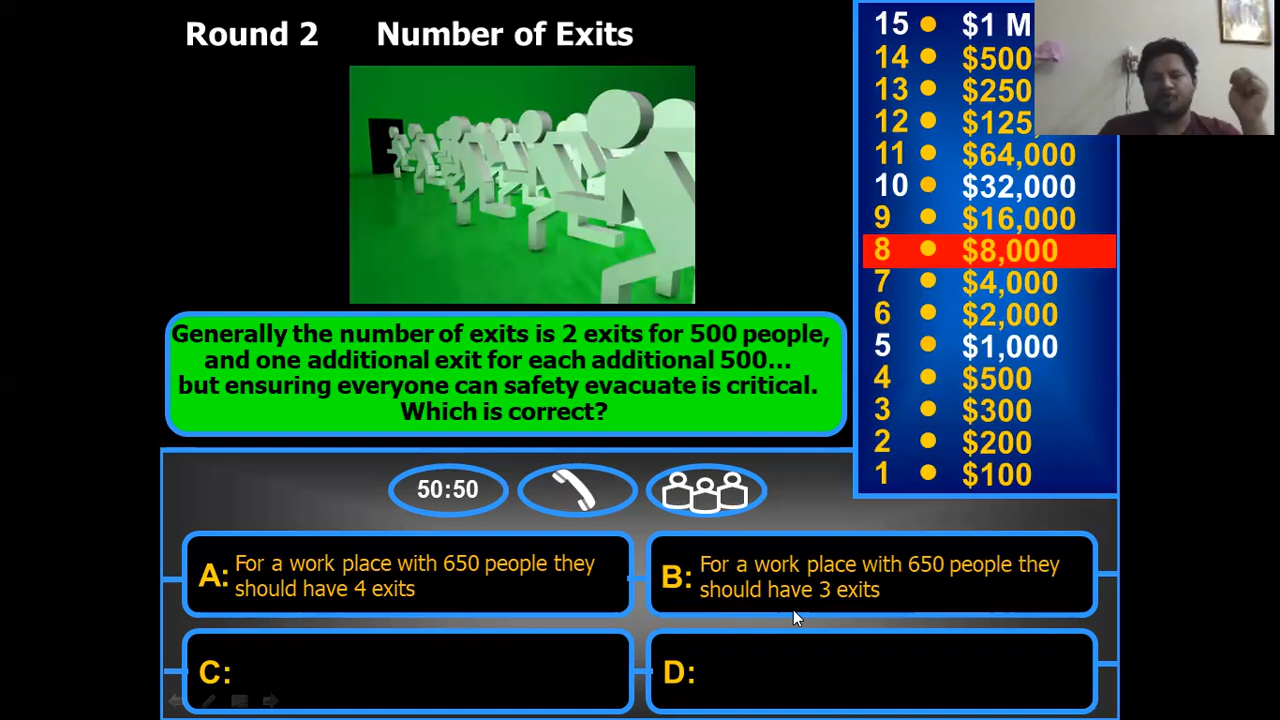 Round 2 Number of Exits
15 $1 M
14 $500
13 $250
12 $125,
11 $64,000
10 $32,000
9 $16,000
8 $8,000
7 $4,000
6 $2,000
5 $1,000
4 $500
3 $300
2 $200
1 $100
Generally the number of exits is 2 exits for 500 people,
and one additional exit for each additional 500...
but ensuring everyone can safety evacuate is critical.
Which is correct?
50:50
A: For a work place with 650 people they
should have 4 exits
B: For a work place with 650 people they
should have 3 exits
C:
D: